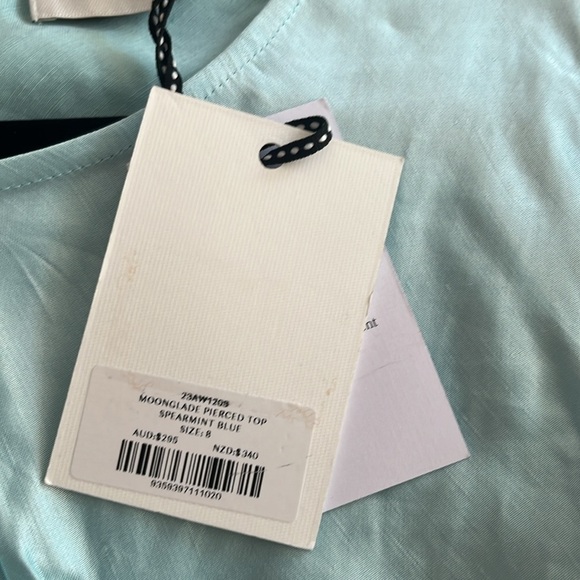 23AW1209
MOONGLADE PIERCED TOP
SPEARMINT BLUE
SIZE: 8
AUD:$295 NZD:$340
9359397111020